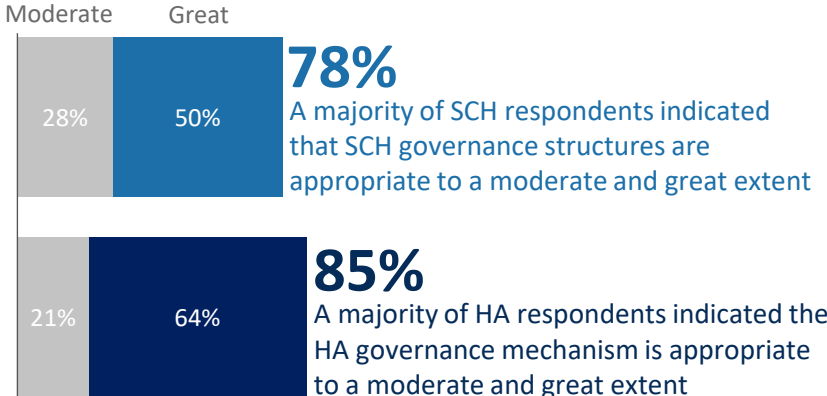 Moderate Great
28% 50%
78%
A majority of SCH respondents indicated
that SCH governance structures are
appropriate to a moderate and great extent
21% 64%
85%
A majority of HA respondents indicated the
HA governance mechanism is appropriate
to a moderate and great extent